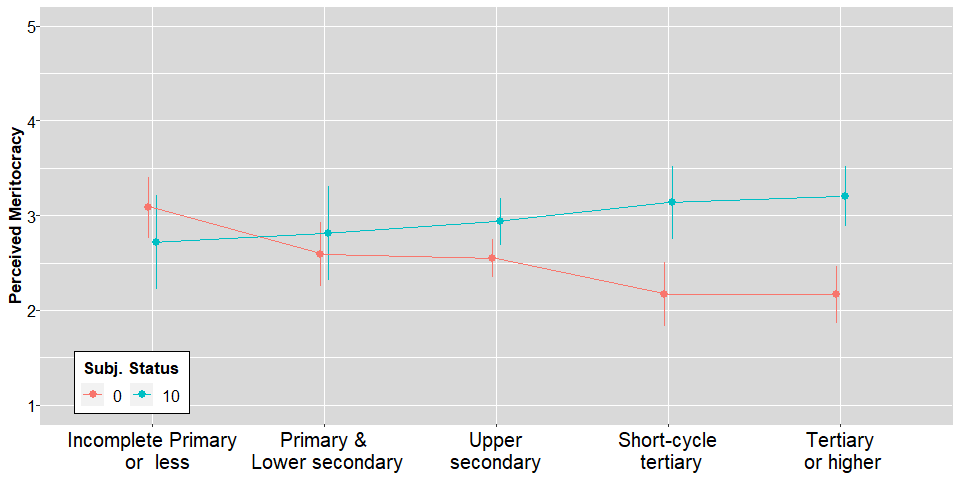 5
4
3
2
1
Perceived Meritocracy
Subj. Status
0 10
Incomplete Primary
or less
Primary &
Lower secondary
Upper
secondary
Short-cycle
tertiary
Tertiary
or higher